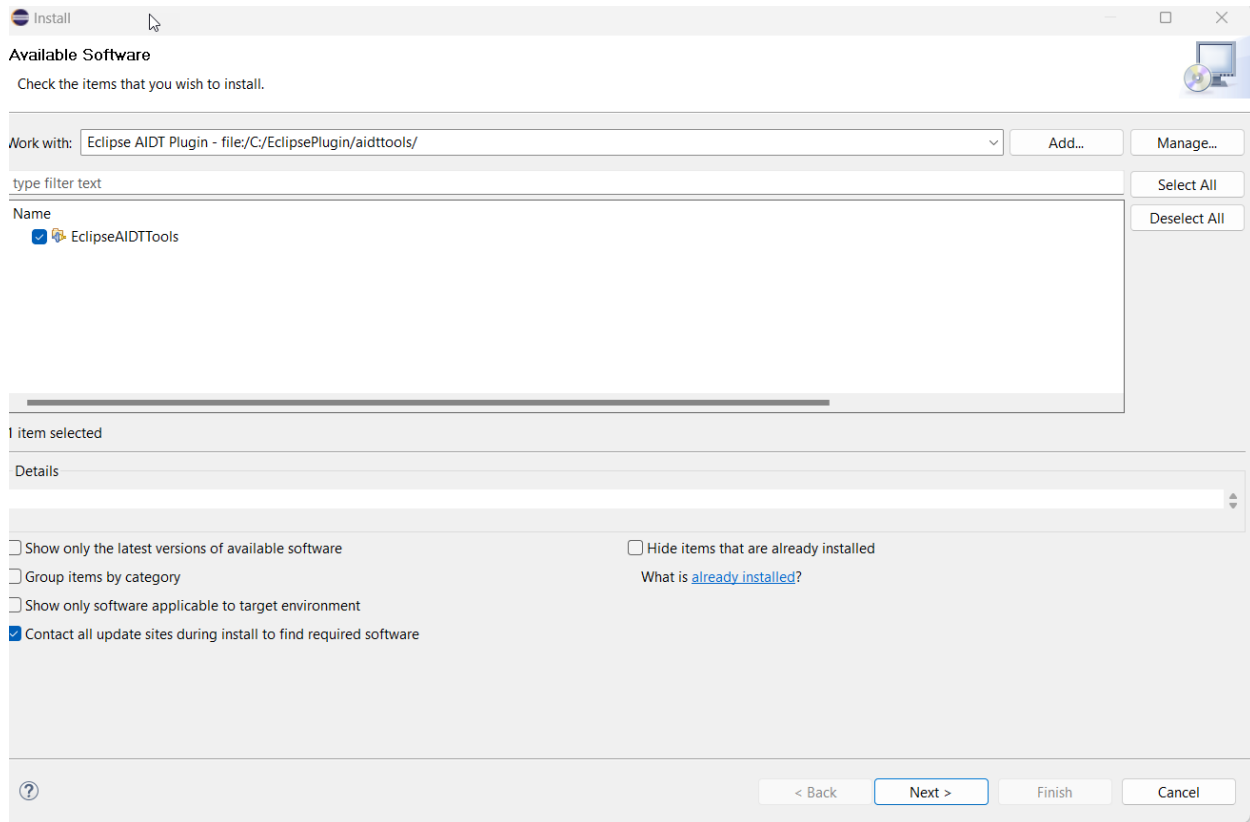 Install
Available Software
Check the items that you wish to install.
Work with: Eclipse AIDT Plugin - file:/C:/EclipsePlugin/aidttools/ Add... Manage...
type filter text Select All
Name Deselect All
EclipseAIDTTools
1 item selected
Details
Show only the latest versions of available software Hide items that are already installed
Group items by category What is already installed?
Show only software applicable to target environment
Contact all update sites during install to find required software
? < Back Next > Finish Cancel